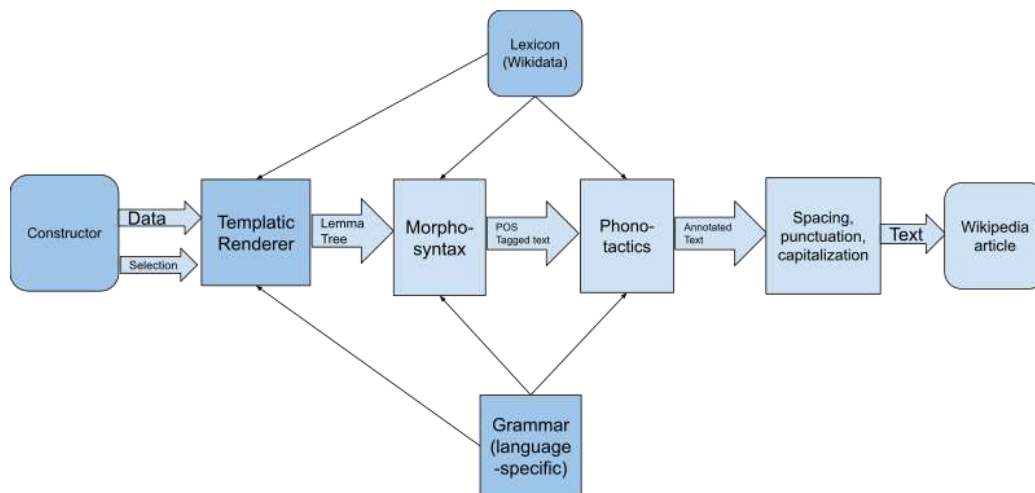 Lexicon
(Wikidata)
Constructor
Data
Selection
Templatic
Renderer
Lemma
Tree
Morpho-
syntax
POS
Tagged text
Phono-
tactics
Annotated
Text
Spacing,
punctuation,
capitalization
Text
Wikipedia
article
Grammar
(language
-specific)